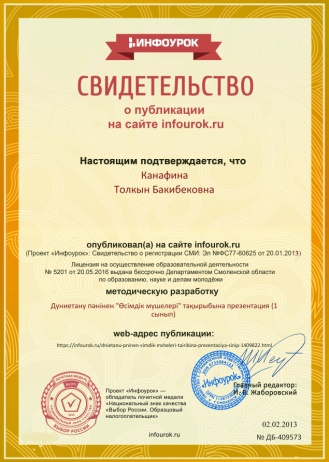 ИНФОУРОК
СВИДЕТЕЛЬСТВО
о публикации
на сайте infourok.ru
Настоящим подтверждается, что
Канафина
Толкын Бакибековна
опубликовал(а) на сайте infourok.ru
(Проект «Инфоурок»: Свидетельство о регистрации СМИ: Эл №ФС77-60625 от 20.01.2013)
Лицензия на осуществление образовательной деятельности
№ 5201 от 20.05.2016 выдана бессрочно Департаментом Смоленской области
по образованию, науке и делам молодёжи
методическую разработку
Дүниетану пәнінен "Өсімдік мүшелері" тақырыбына презентация (1
сынып)
web-адрес публикации:
https://infourok.ru/dnietanu-pninen-simdik-msheleri-tairibina-prezentaciya-sinip-1409822.html
Проект «Инфоурок» —
обладатель почетной медали
«Национальный знак качества
«Выбор России. Образцовый
налогоплательщик»
ВЫБОР РОССИИ
Инфоурок
Главный редактор:
И. В. Жаборовский
02.02.2013
infourok.ru
№ ДБ-409573